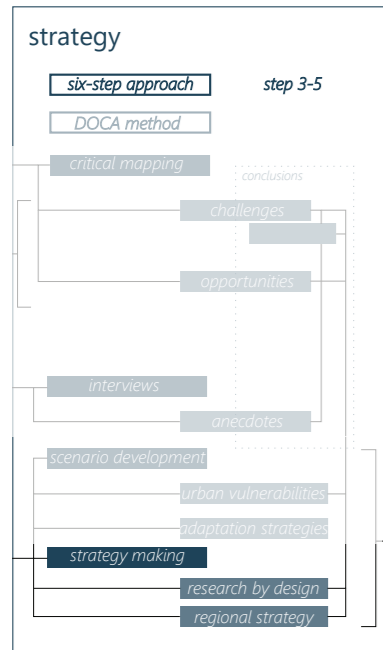 strategy
six-step approach
step 3-5
DOCA method
critical mapping
conclusions
challenges
opportunities
interviews
anecdotes
scenario development
urban vulnerabilities
adaptation strategies
strategy making
research by design
regional strategy